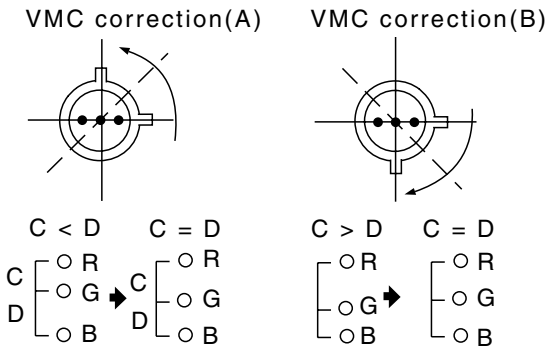 VMC correction(A)
VMC correction(B)
C < D
C = D
C > D
C = D
C
D
R
G
B
C
D
R
G
B
R
G
B
R
G
B